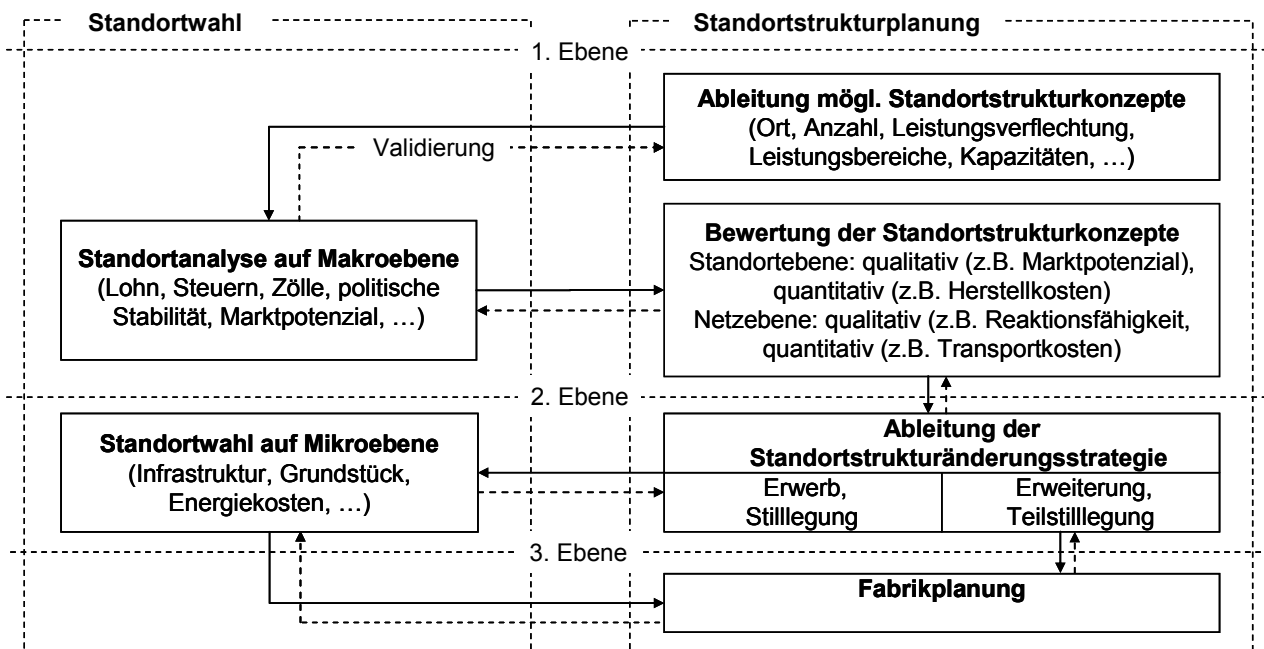 Standortwahl
Standortstrukturplanung
1. Ebene
Ableitung mögl. Standortstrukturkonzepte
(Ort, Anzahl, Leistungsverflechtung,
Leistungsbereiche, Kapazitäten, …)
Validierung
Standortanalyse auf Makroebene
(Lohn, Steuern, Zölle, politische
Stabilität, Marktpotenzial, …)
Bewertung der Standortstrukturkonzepte
Standortebene: qualitativ (z.B. Marktpotenzial),
quantitativ (z.B. Herstellkosten)
Netzebene: qualitativ (z.B. Reaktionsfähigkeit,
quantitativ (z.B. Transportkosten)
2. Ebene
Standortwahl auf Mikroebene
(Infrastruktur, Grundstück,
Energiekosten, …)
Ableitung der
Standortstrukturänderungsstrategie
Erwerb,
Stilllegung
Erweiterung,
Teilstilllegung
3. Ebene
Fabrikplanung